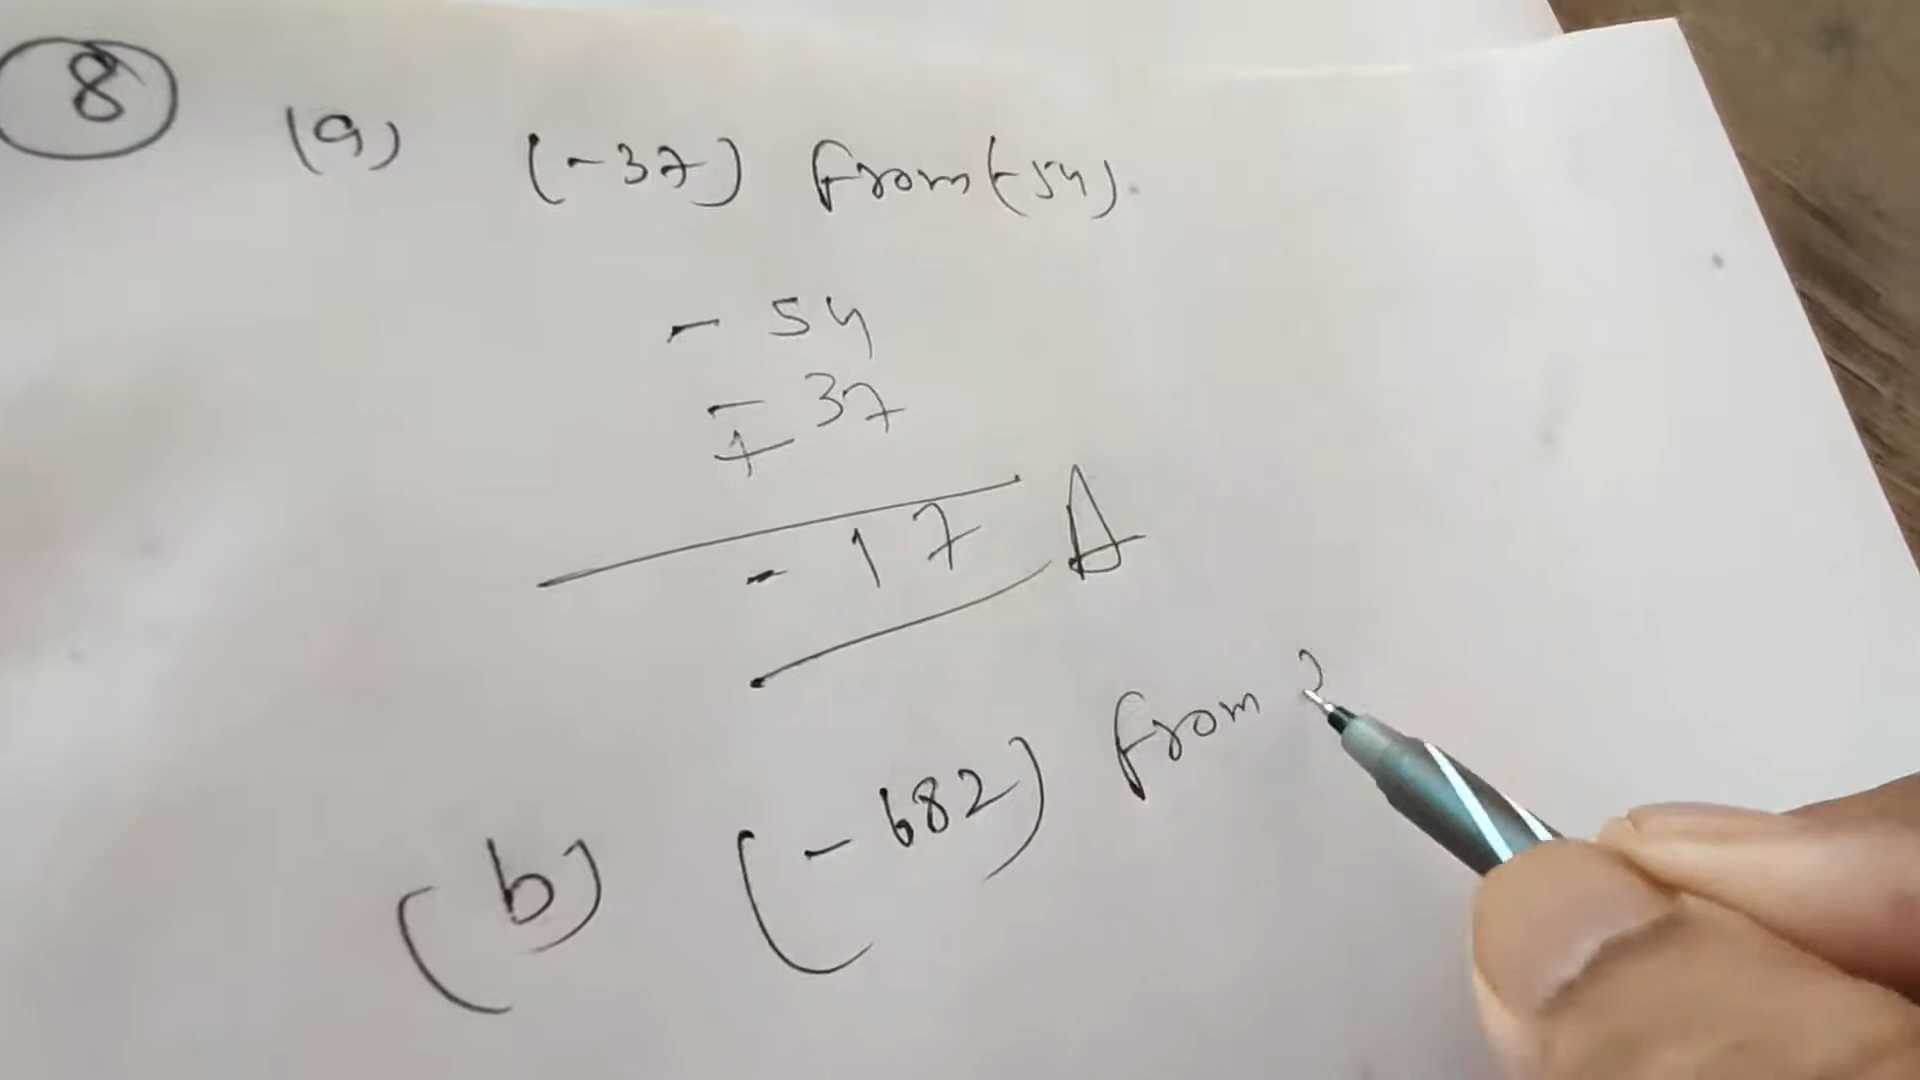 8 (a) (-37) from (-54).
- 54
- 37
+
- 17 A
(b) (-682) from